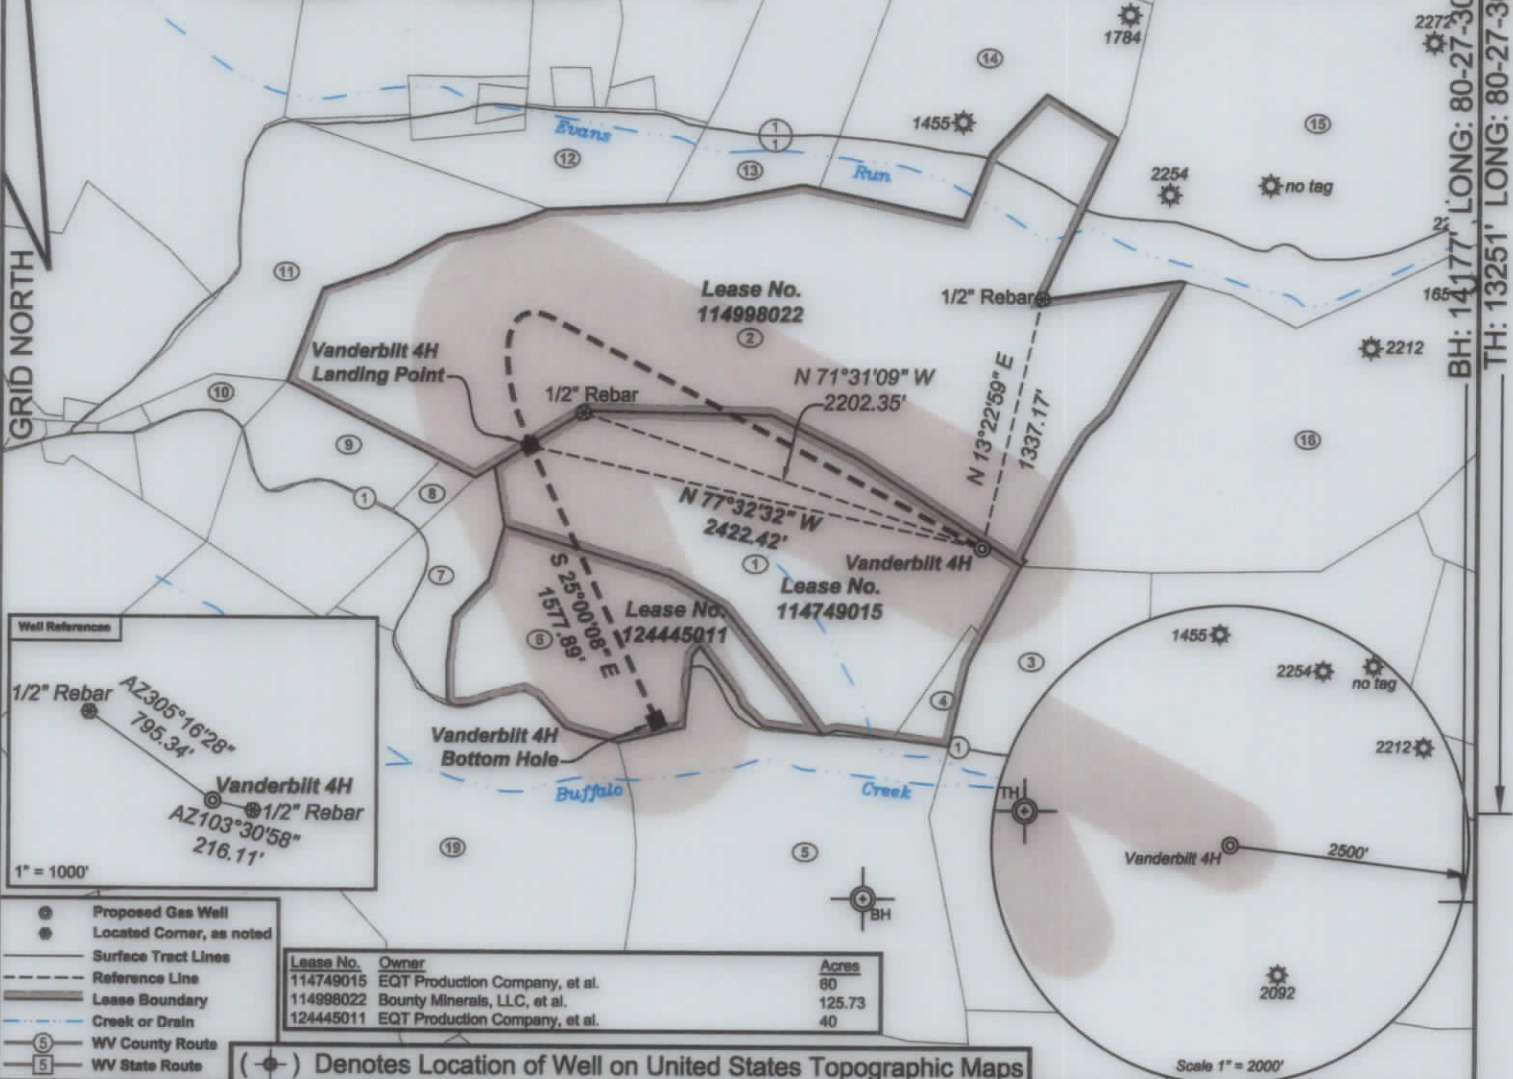 1784
2272
14
15
1455
Evans
1
1
12
13
Run
2254
no tag
GRID NORTH
BH: 14177' LONG: 80-27-30
TH: 13251' LONG: 80-27-3
11
Lease No.
114998022
2
1/2" Rebar
165
2212
Vanderbilt 4H
Landing Point
10
1/2" Rebar
N 71°31'09" W
2202.35'
N 13°22'59" E
1337.17'
16
9
8
1
N 77°32'32" W
2422.42'
7
1
Vanderbilt 4H
Lease No.
114749015
S 25°00'08" E
1577.89'
6
Lease No.
124445011
3
4
1
Vanderbilt 4H
Bottom Hole
Buffalo
Creek
Well References
1/2" Rebar
AZ305°16'28"
795.34'
Vanderbilt 4H
1/2" Rebar
AZ103°30'58"
216.11'
1" = 1000'
19
5
BH
TH
1455
2254
no tag
2212
Vanderbilt 4H
2500'
2092
Scale 1" = 2000'
Proposed Gas Well
Located Corner, as noted
Surface Tract Lines
Reference Line
Lease Boundary
Creek or Drain
5 WV County Route
5 WV State Route
Lease No. Owner Acres
114749015 EQT Production Company, et al. 60
114998022 Bounty Minerals, LLC, et al. 125.73
124445011 EQT Production Company, et al. 40
( ) Denotes Location of Well on United States Topographic Maps